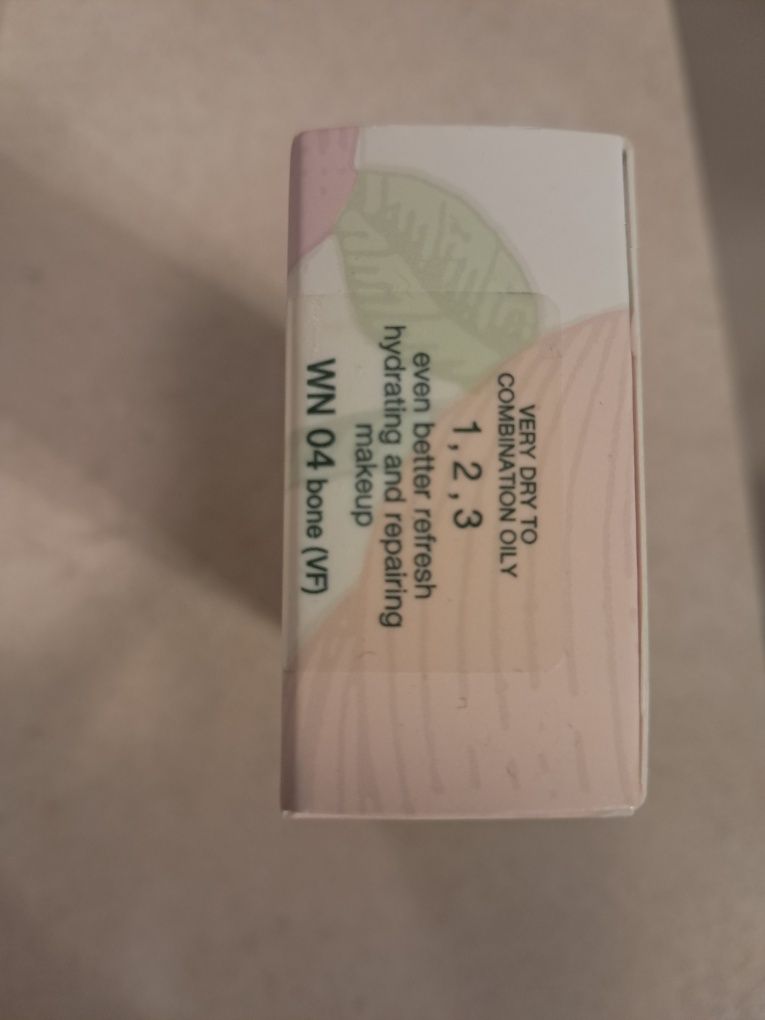 VERY DRY TO
COMBINATION OILY
1, 2, 3
even better refresh
hydrating and repairing
makeup
WN 04 bone (VF)